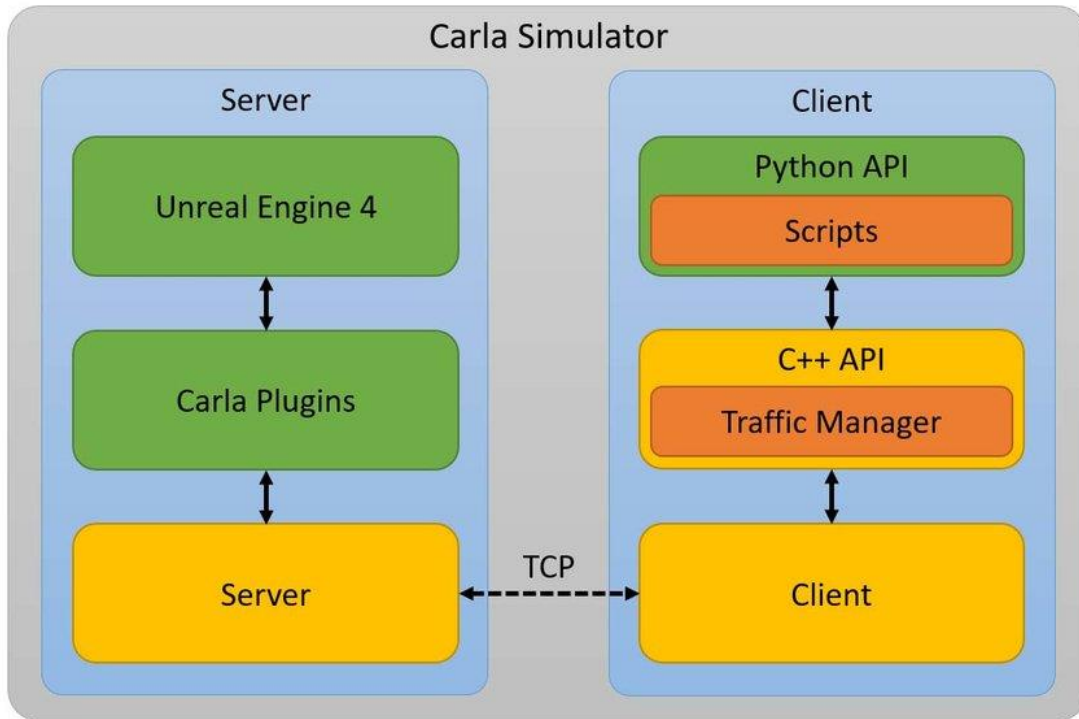 Carla Simulator
Server
Unreal Engine 4
Carla Plugins
Server
TCP
Client
Python API
Scripts
C++ API
Traffic Manager
Client